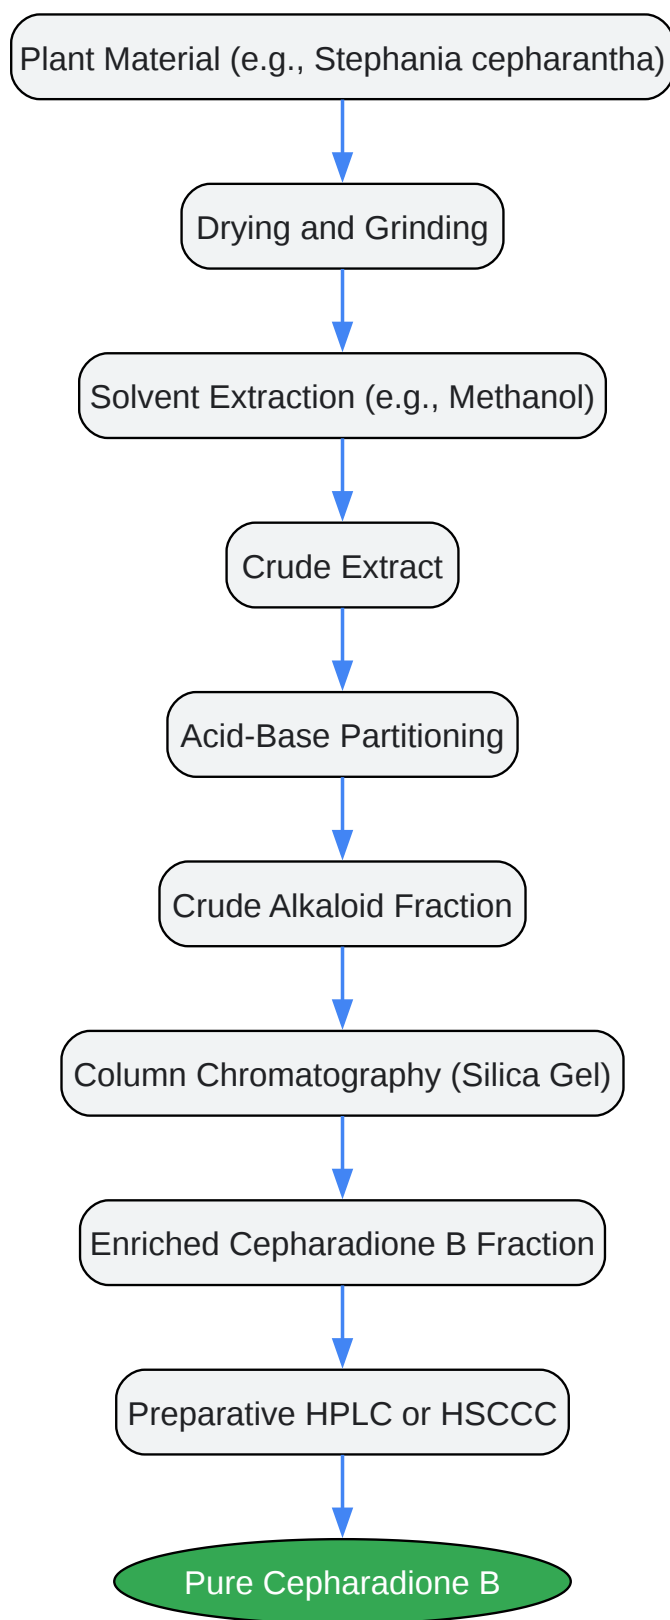 Plant Material (e.g., Stephania cepharantha)
Drying and Grinding
Solvent Extraction (e.g., Methanol)
Crude Extract
Acid-Base Partitioning
Crude Alkaloid Fraction
Column Chromatography (Silica Gel)
Enriched Cepharadione B Fraction
Preparative HPLC or HSCCC
Pure Cepharadione B